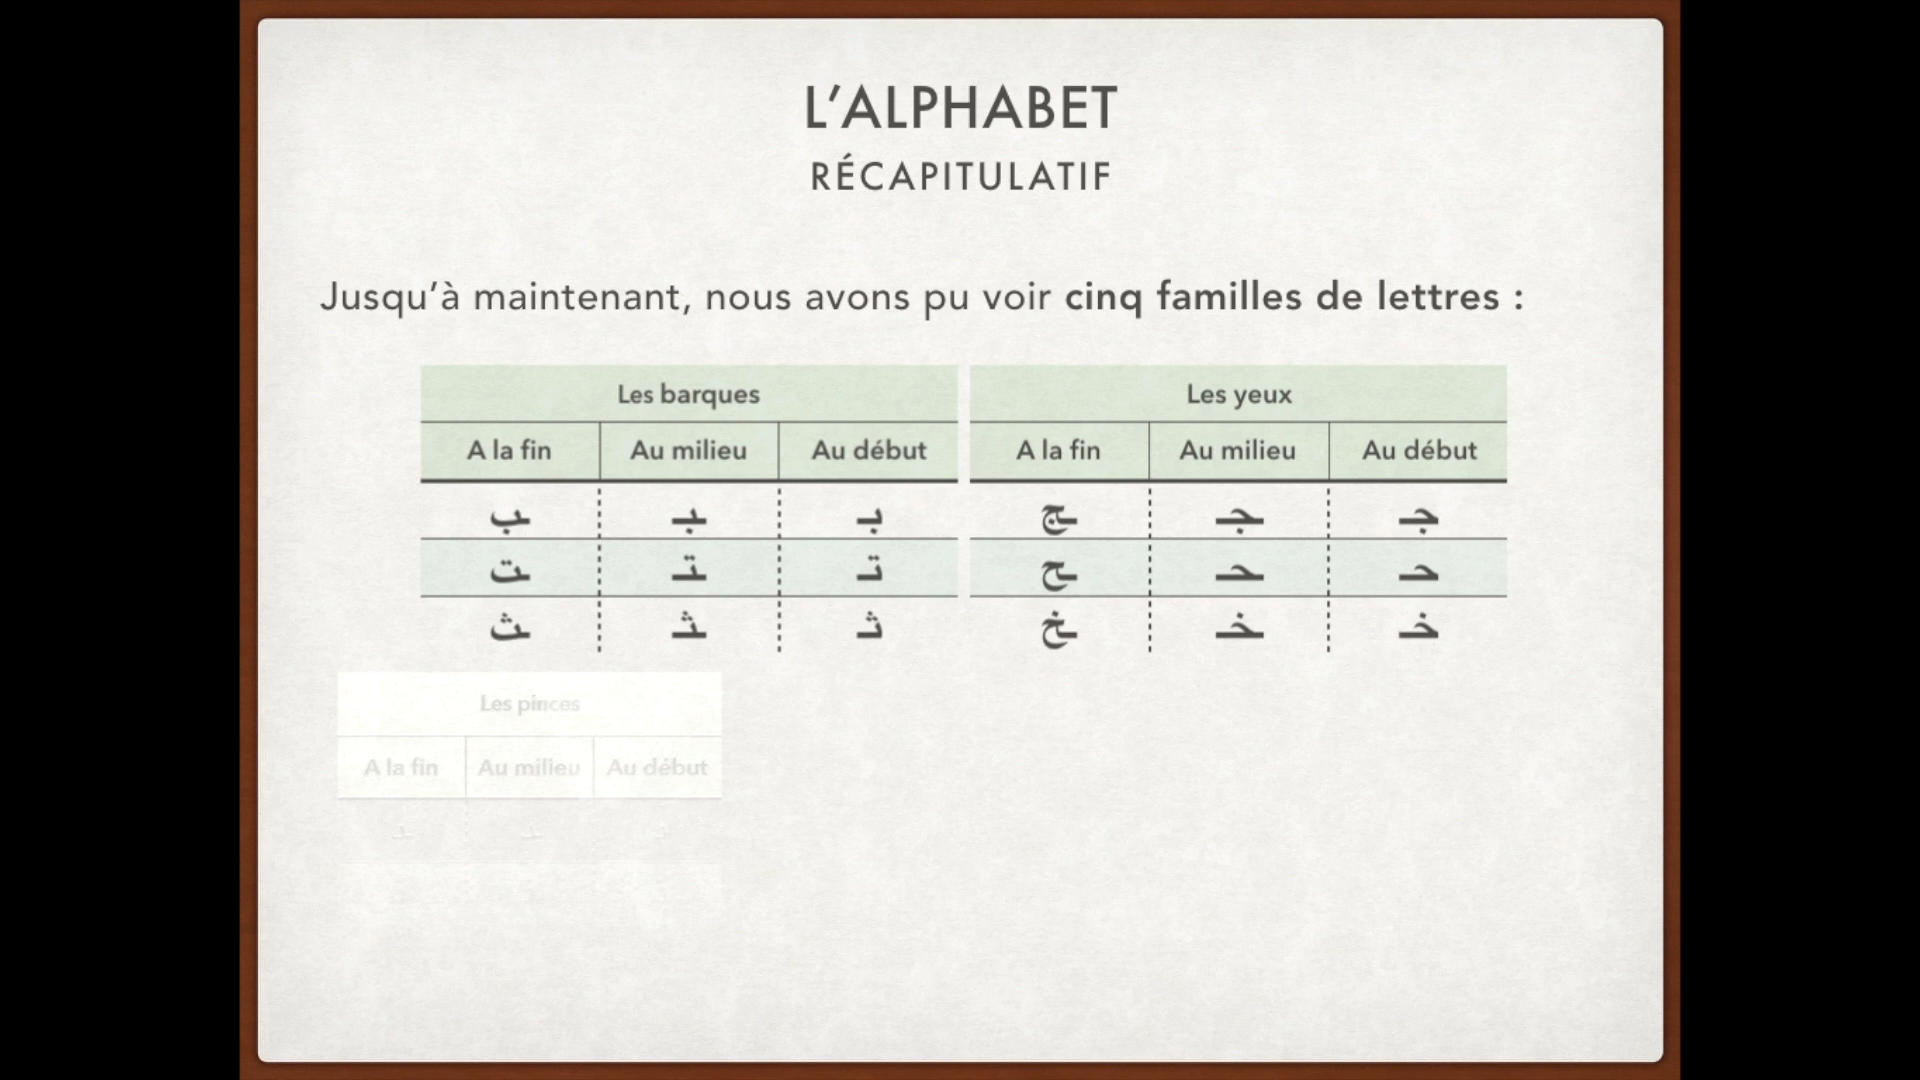 L’ALPHABET
RÉCAPITULATIF
Jusqu’à maintenant, nous avons pu voir cinq familles de lettres :
Les barques Les yeux
A la fin Au milieu Au début A la fin Au milieu Au début
ـب ـبـ بـ ـج ـجـ جـ
ـت ـتـ تـ ـح ـحـ حـ
ـث ـثـ ثـ ـخ ـخـ خـ
Les pinces
A la fin Au milieu Au début